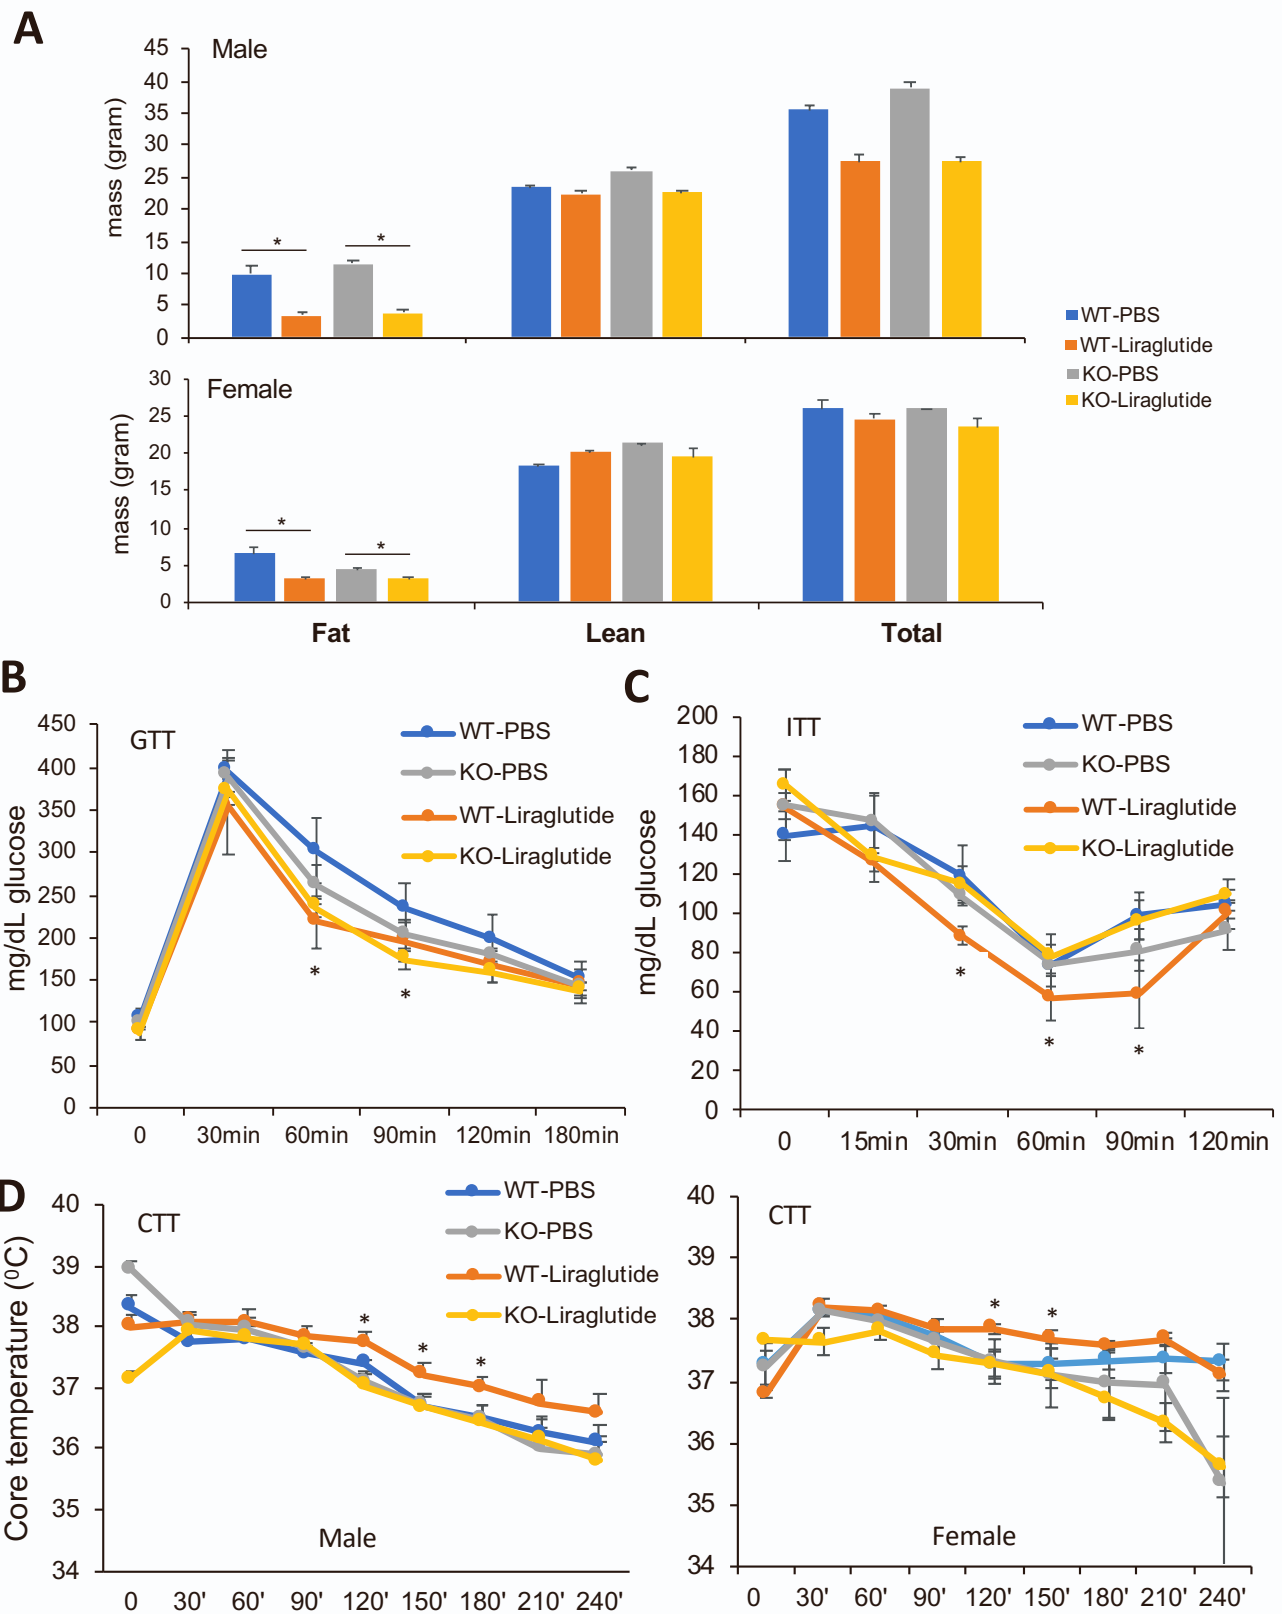 A
Male
mass (gram)
45
40
35
30
25
20
15
10
5
0
*
*
WT-PBS
WT-Liraglutide
KO-PBS
KO-Liraglutide
Female
mass (gram)
30
25
20
15
10
5
0
*
*
Fat Lean Total
B
GTT
mg/dL glucose
450
400
350
300
250
200
150
100
50
0
WT-PBS
KO-PBS
WT-Liraglutide
KO-Liraglutide
*
*
0 30min 60min 90min 120min 180min
C
ITT
mg/dL glucose
200
180
160
140
120
100
80
60
40
20
0
WT-PBS
KO-PBS
WT-Liraglutide
KO-Liraglutide
*
*
*
0 15min 30min 60min 90min 120min
D
CTT
Core temperature (⁰C)
40
39
38
37
36
35
34
WT-PBS
KO-PBS
WT-Liraglutide
KO-Liraglutide
*
*
*
Male
0 30' 60' 90' 120' 150' 180' 210' 240'
CTT
40
39
38
37
36
35
34
*
*
Female
0 30' 60' 90' 120' 150' 180' 210' 240'